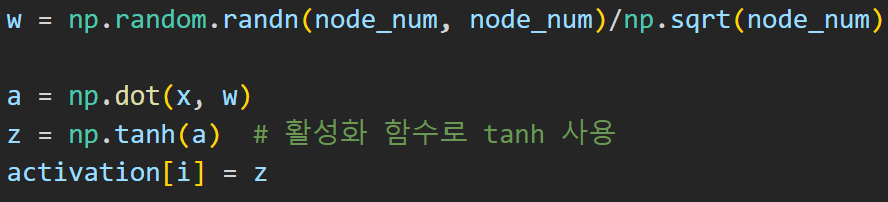 w = np.random.randn(node_num, node_num)/np.sqrt(node_num)
a = np.dot(x, w)
z = np.tanh(a)  # 활성화 함수로 tanh 사용
activation[i] = z